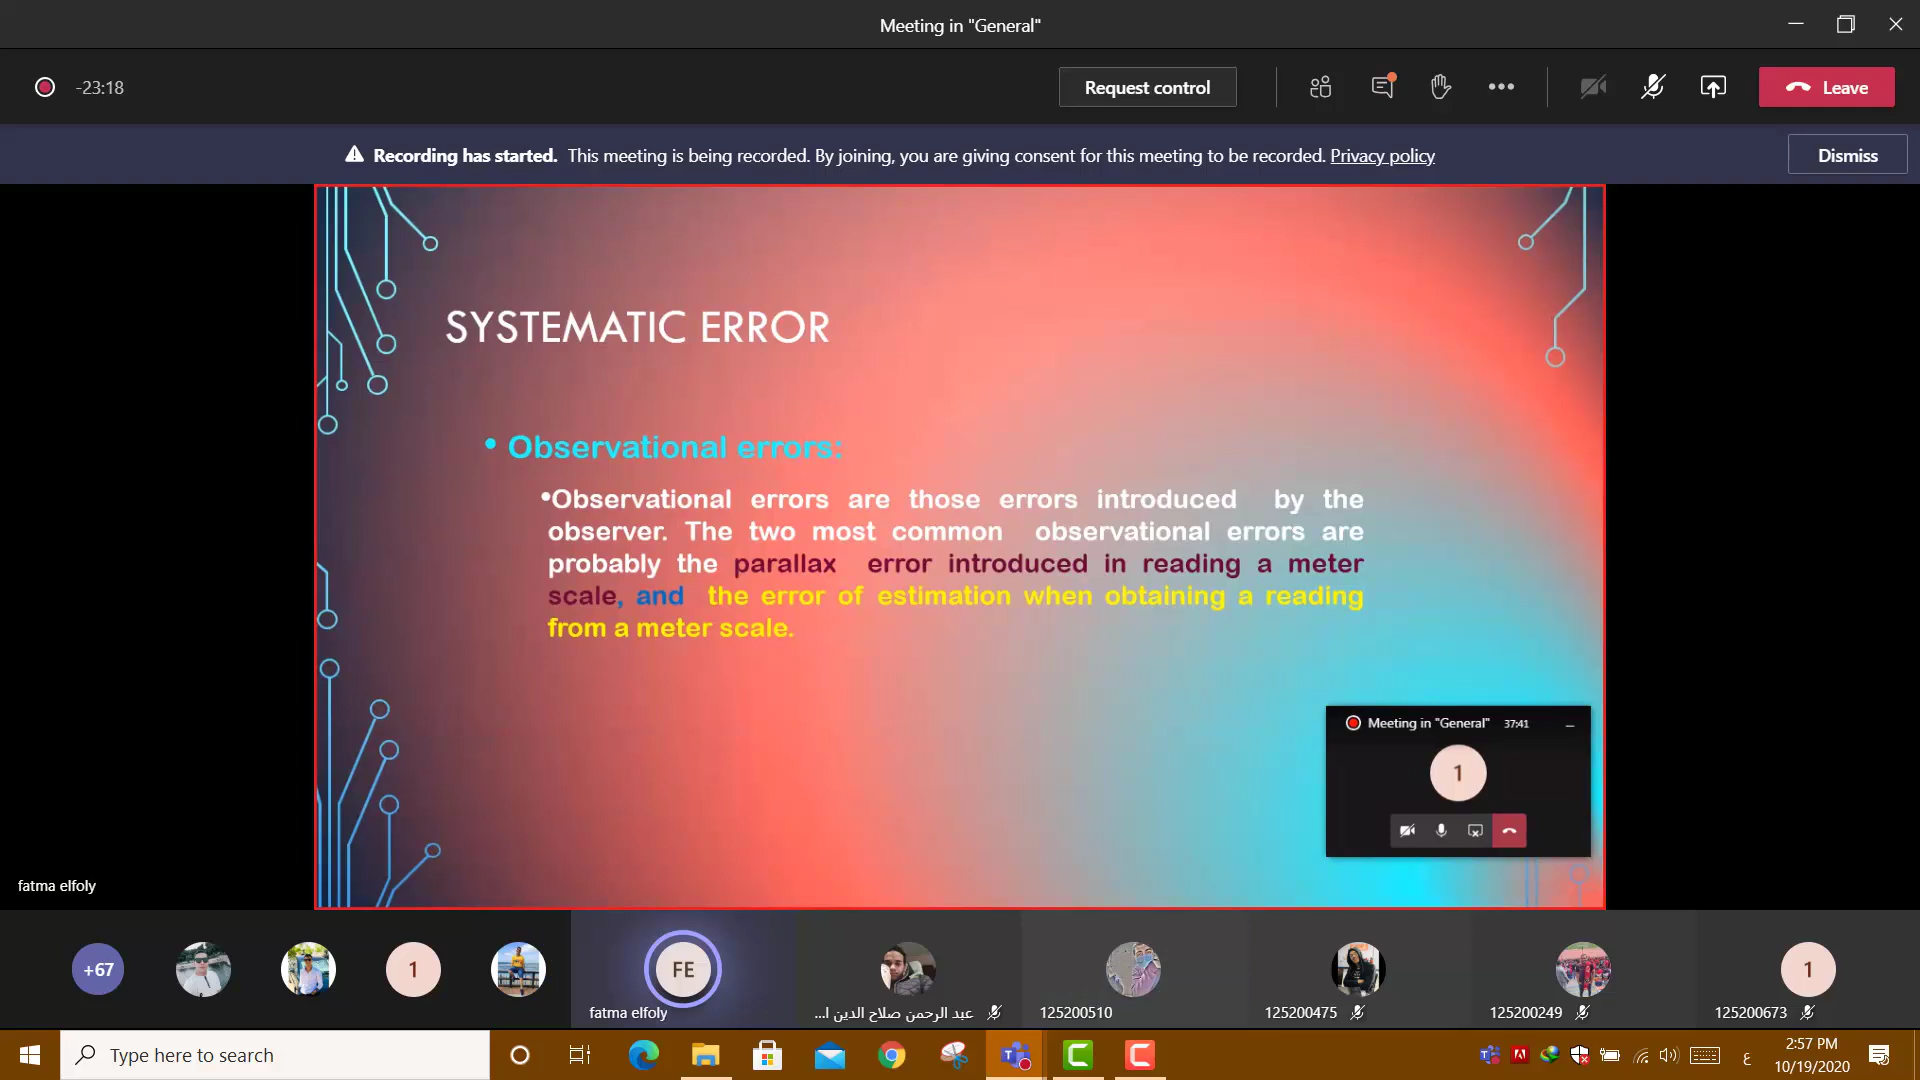 Meeting in "General"
-23:18
Request control
Leave
Recording has started. This meeting is being recorded. By joining, you are giving consent for this meeting to be recorded. Privacy policy
Dismiss
SYSTEMATIC ERROR
• Observational errors:
•Observational errors are those errors introduced by the
observer. The two most common observational errors are
probably the parallax error introduced in reading a meter
scale, and the error of estimation when obtaining a reading
from a meter scale.
Meeting in "General" 37:41
1
fatma elfoly
+67
1
FE
1
fatma elfoly
عبد الرحمن صلاح الدين ا...
125200510
125200475
125200249
125200673
Type here to search
ع
2:57 PM
10/19/2020